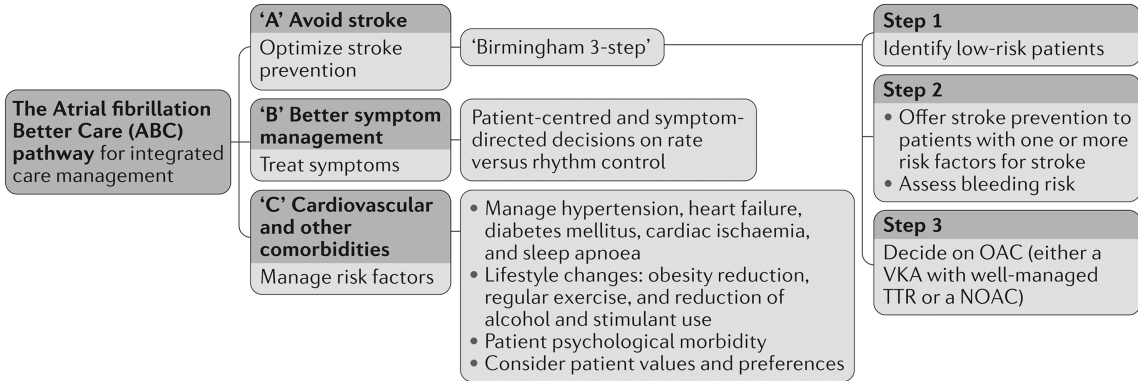 The Atrial fibrillation
Better Care (ABC)
pathway for integrated
care management
‘A’ Avoid stroke
Optimize stroke
prevention
‘Birmingham 3-step’
Step 1
Identify low-risk patients
Step 2
• Offer stroke prevention to
patients with one or more
risk factors for stroke
• Assess bleeding risk
Step 3
Decide on OAC (either a
VKA with well-managed
TTR or a NOAC)
‘B’ Better symptom
management
Treat symptoms
Patient-centred and symptom-
directed decisions on rate
versus rhythm control
‘C’ Cardiovascular
and other
comorbidities
Manage risk factors
• Manage hypertension, heart failure,
diabetes mellitus, cardiac ischaemia,
and sleep apnoea
• Lifestyle changes: obesity reduction,
regular exercise, and reduction of
alcohol and stimulant use
• Patient psychological morbidity
• Consider patient values and preferences